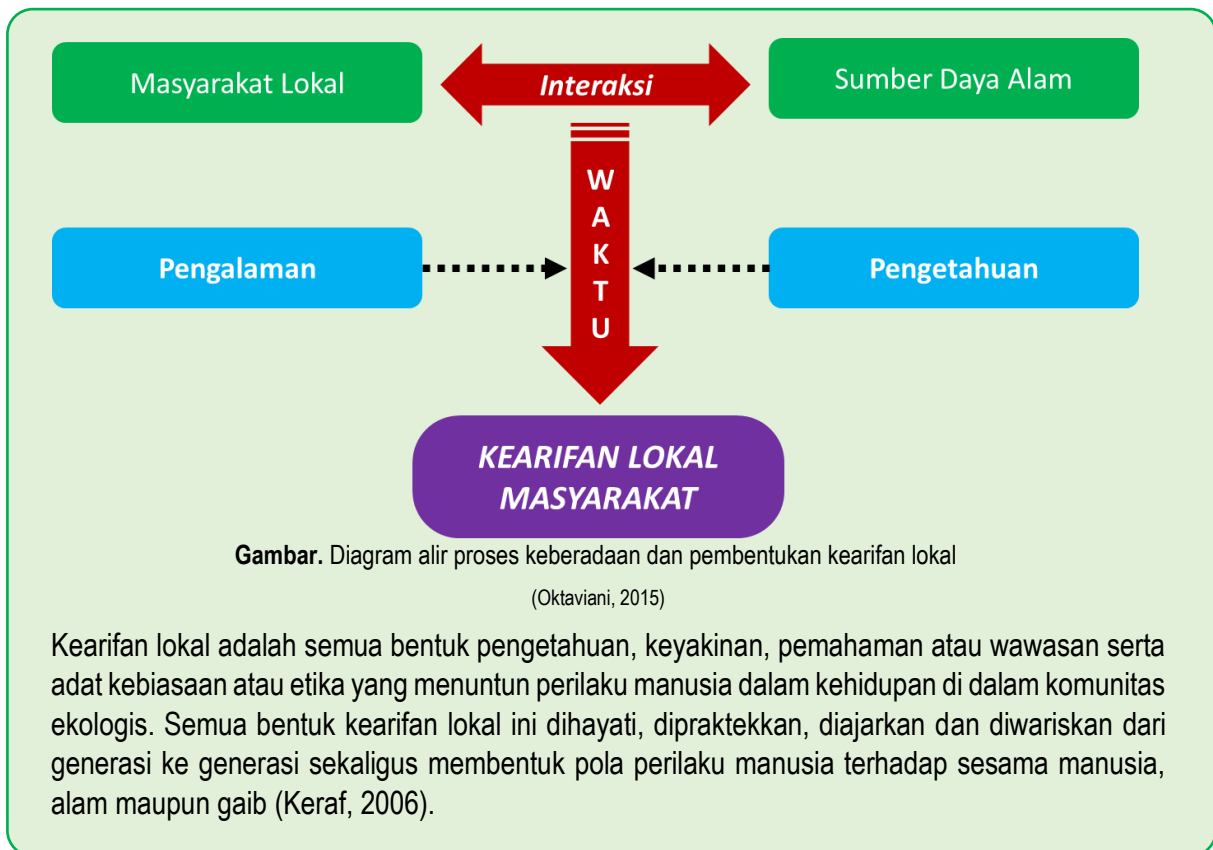 Masyarakat Lokal
Interaksi
Sumber Daya Alam
WAKTU
Pengalaman
Pengetahuan
KEARIFAN LOKAL
MASYARAKAT
Gambar. Diagram alir proses keberadaan dan pembentukan kearifan lokal
(Oktaviani, 2015)
Kearifan lokal adalah semua bentuk pengetahuan, keyakinan, pemahaman atau wawasan serta
adat kebiasaan atau etika yang menuntun perilaku manusia dalam kehidupan di dalam komunitas
ekologis. Semua bentuk kearifan lokal ini dihayati, dipraktekkan, diajarkan dan diwariskan dari
generasi ke generasi sekaligus membentuk pola perilaku manusia terhadap sesama manusia,
alam maupun gaib (Keraf, 2006).